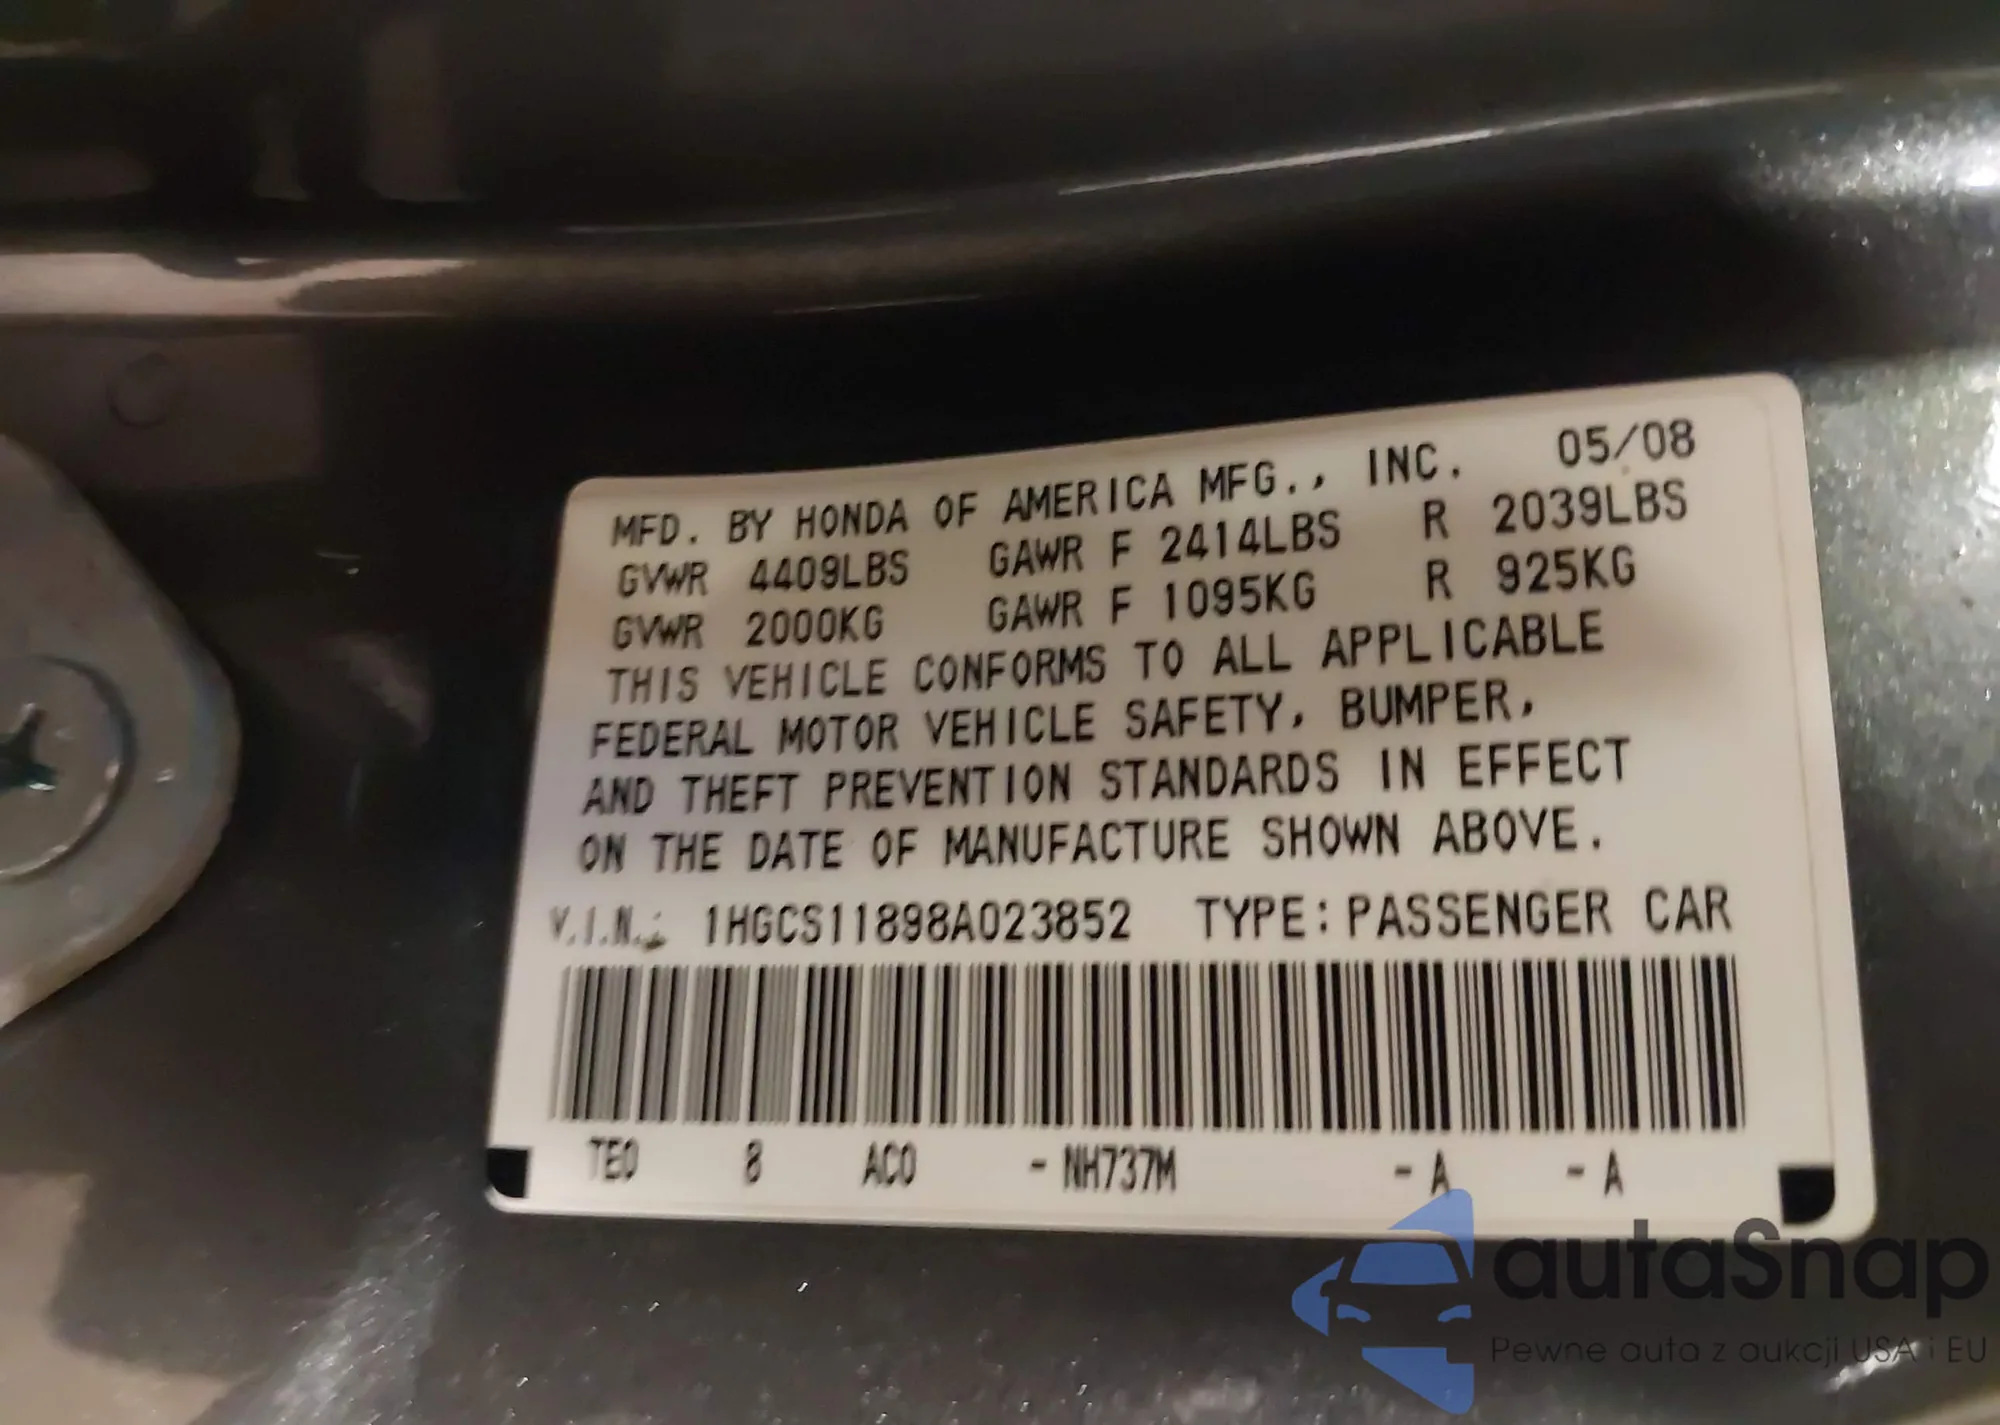 MFD. BY HONDA OF AMERICA MFG., INC. 05/08
GVWR 4409LBS GAWR F 2414LBS R 2039LBS
GVWR 2000KG GAWR F 1095KG R 925KG
THIS VEHICLE CONFORMS TO ALL APPLICABLE
FEDERAL MOTOR VEHICLE SAFETY, BUMPER,
AND THEFT PREVENTION STANDARDS IN EFFECT
ON THE DATE OF MANUFACTURE SHOWN ABOVE.
V.I.N.: 1HGCS11898A023852 TYPE: PASSENGER CAR
TE0 8 AC0 - NH737M - A - A
autaSnap
Pewne auta z aukcji USA i EU